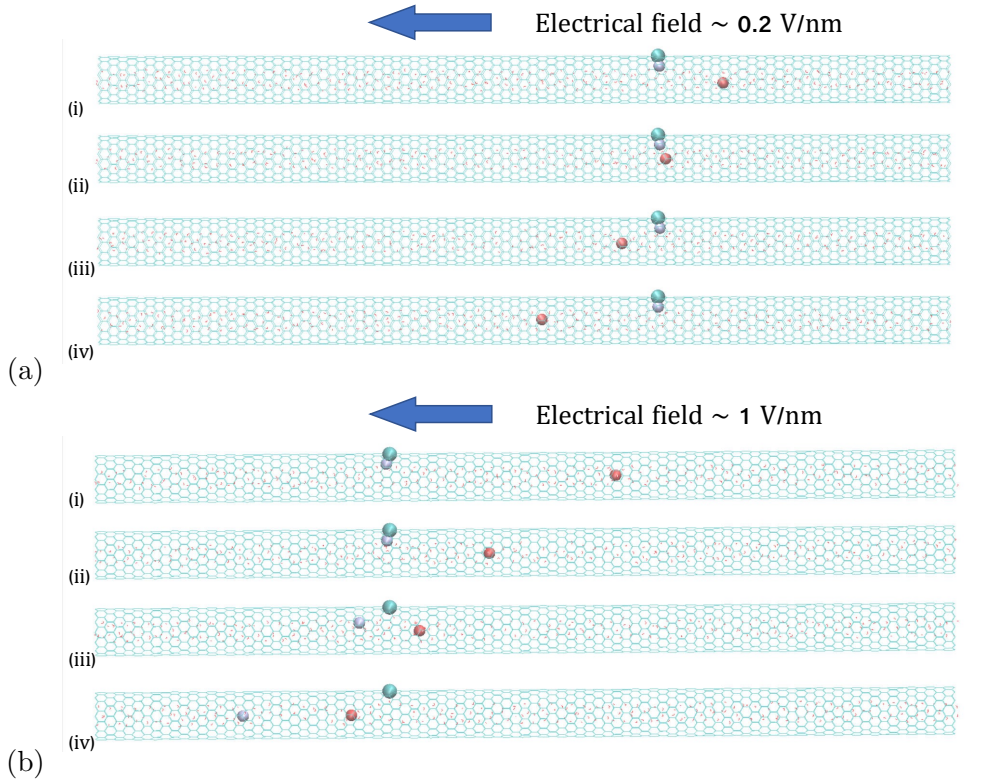 Electrical field ~ 0.2 V/nm
(i)
(ii)
(iii)
(iv)
(a)
Electrical field ~ 1 V/nm
(i)
(ii)
(iii)
(iv)
(b)